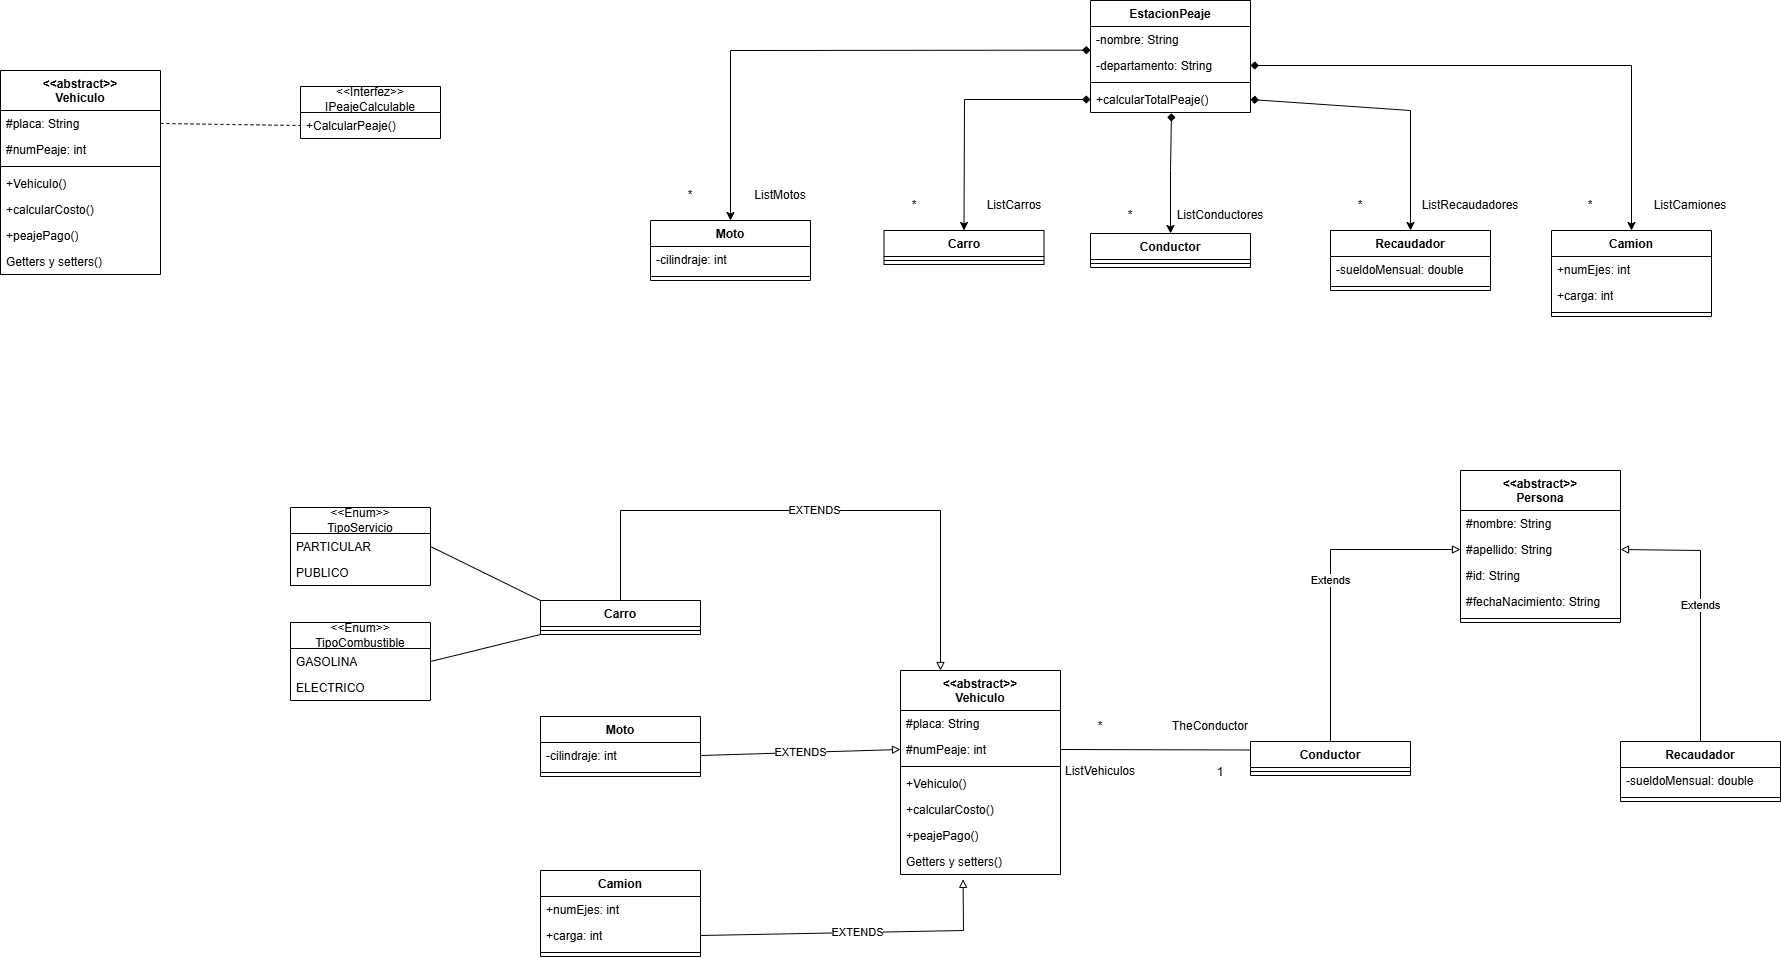 EstacionPeaje
-nombre: String
-departamento: String
+calcularTotalPeaje()
<<abstract>>
Vehiculo
#placa: String
#numPeaje: int
+Vehiculo()
+calcularCosto()
+peajePago()
Getters y setters()
<<Interfez>>
IPeajeCalculable
+CalcularPeaje()
* ListMotos
Moto
-cilindraje: int
* ListCarros
Carro
* ListConductores
Conductor
* ListRecaudadores
Recaudador
-sueldoMensual: double
* ListCamiones
Camion
+numEjes: int
+carga: int
<<Enum>>
TipoServicio
PARTICULAR
PUBLICO
<<Enum>>
TipoCombustible
GASOLINA
ELECTRICO
EXTENDS
Carro
Moto
-cilindraje: int
EXTENDS
Camion
+numEjes: int
+carga: int
EXTENDS
<<abstract>>
Vehiculo
#placa: String
#numPeaje: int
+Vehiculo()
+calcularCosto()
+peajePago()
Getters y setters()
* TheConductor
ListVehiculos 1
Conductor
Extends
<<abstract>>
Persona
#nombre: String
#apellido: String
#id: String
#fechaNacimiento: String
Extends
Recaudador
-sueldoMensual: double